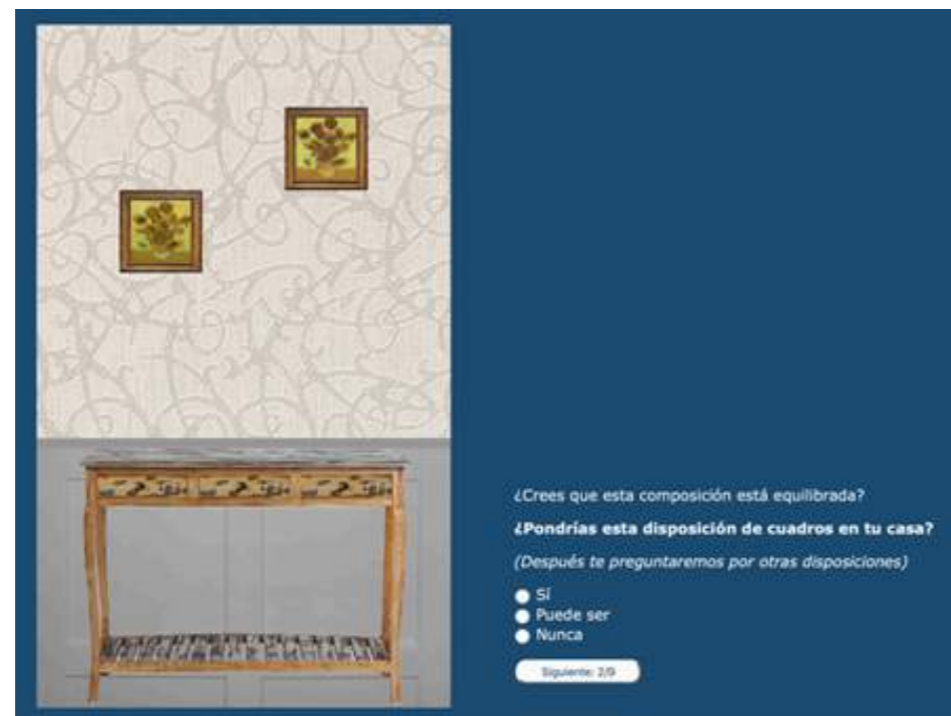 ¿Crees que esta composición está equilibrada?
¿Pondrías esta disposición de cuadros en tu casa?
(Después te preguntaremos por otras disposiciones)
Sí
Puede ser
Nunca
Siguiente: 2/9